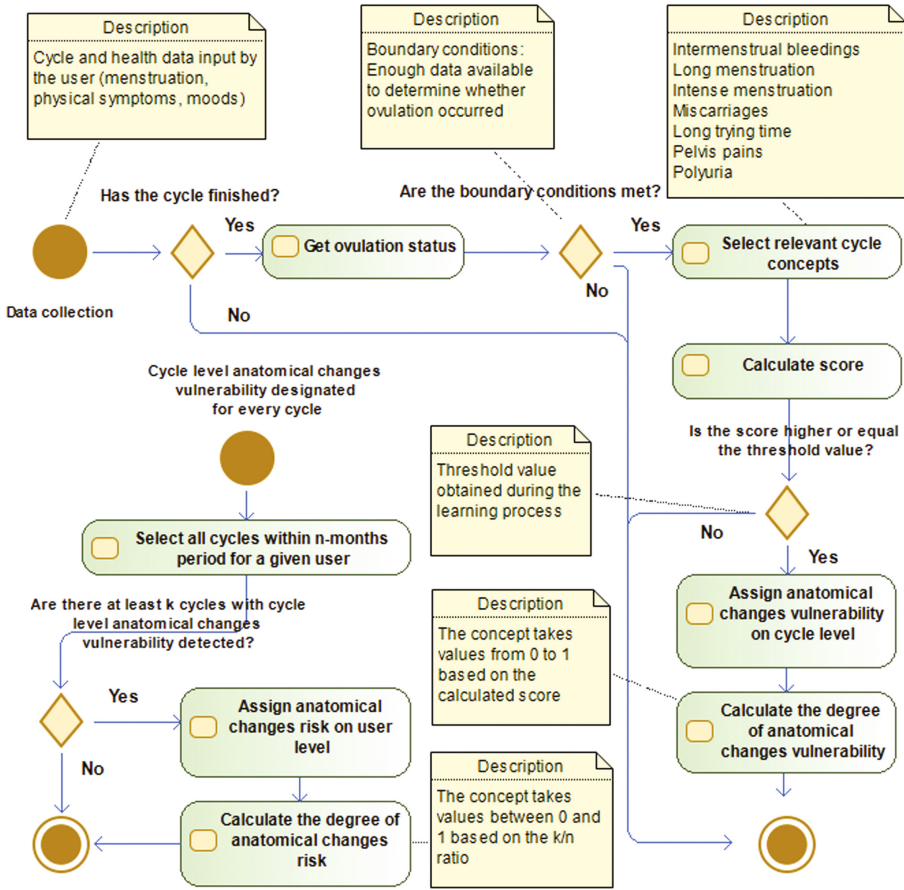 Description
Cycle and health data input by
the user (menstruation,
physical symptoms, moods)
Description
Boundary conditions:
Enough data available
to determine whether
ovulation occurred
Description
Intermenstrual bleedings
Long menstruation
Intense menstruation
Miscarriages
Long trying time
Pelvis pains
Polyuria
Has the cycle finished?
Are the boundary conditions met?
Yes
Get ovulation status
Yes
Select relevant cycle
concepts
No
No
Data collection
Calculate score
Cycle level anatomical changes
vulnerability designated
for every cycle
Is the score higher or equal
the threshold value?
Description
Threshold value
obtained during the
learning process
No
Yes
Select all cycles within n-months
period for a given user
Assign anatomical
changes vulnerability
on cycle level
Are there at least k cycles with cycle
level anatomical changes
vulnerability detected?
Description
The concept takes
values from 0 to 1
based on the
calculated score
Yes
Assign anatomical
changes risk on user
level
Calculate the degree
of anatomical
changes vulnerability
No
Description
The concept takes
values between 0 and
1 based on the k/n
ratio
Calculate the degree of
anatomical changes
risk